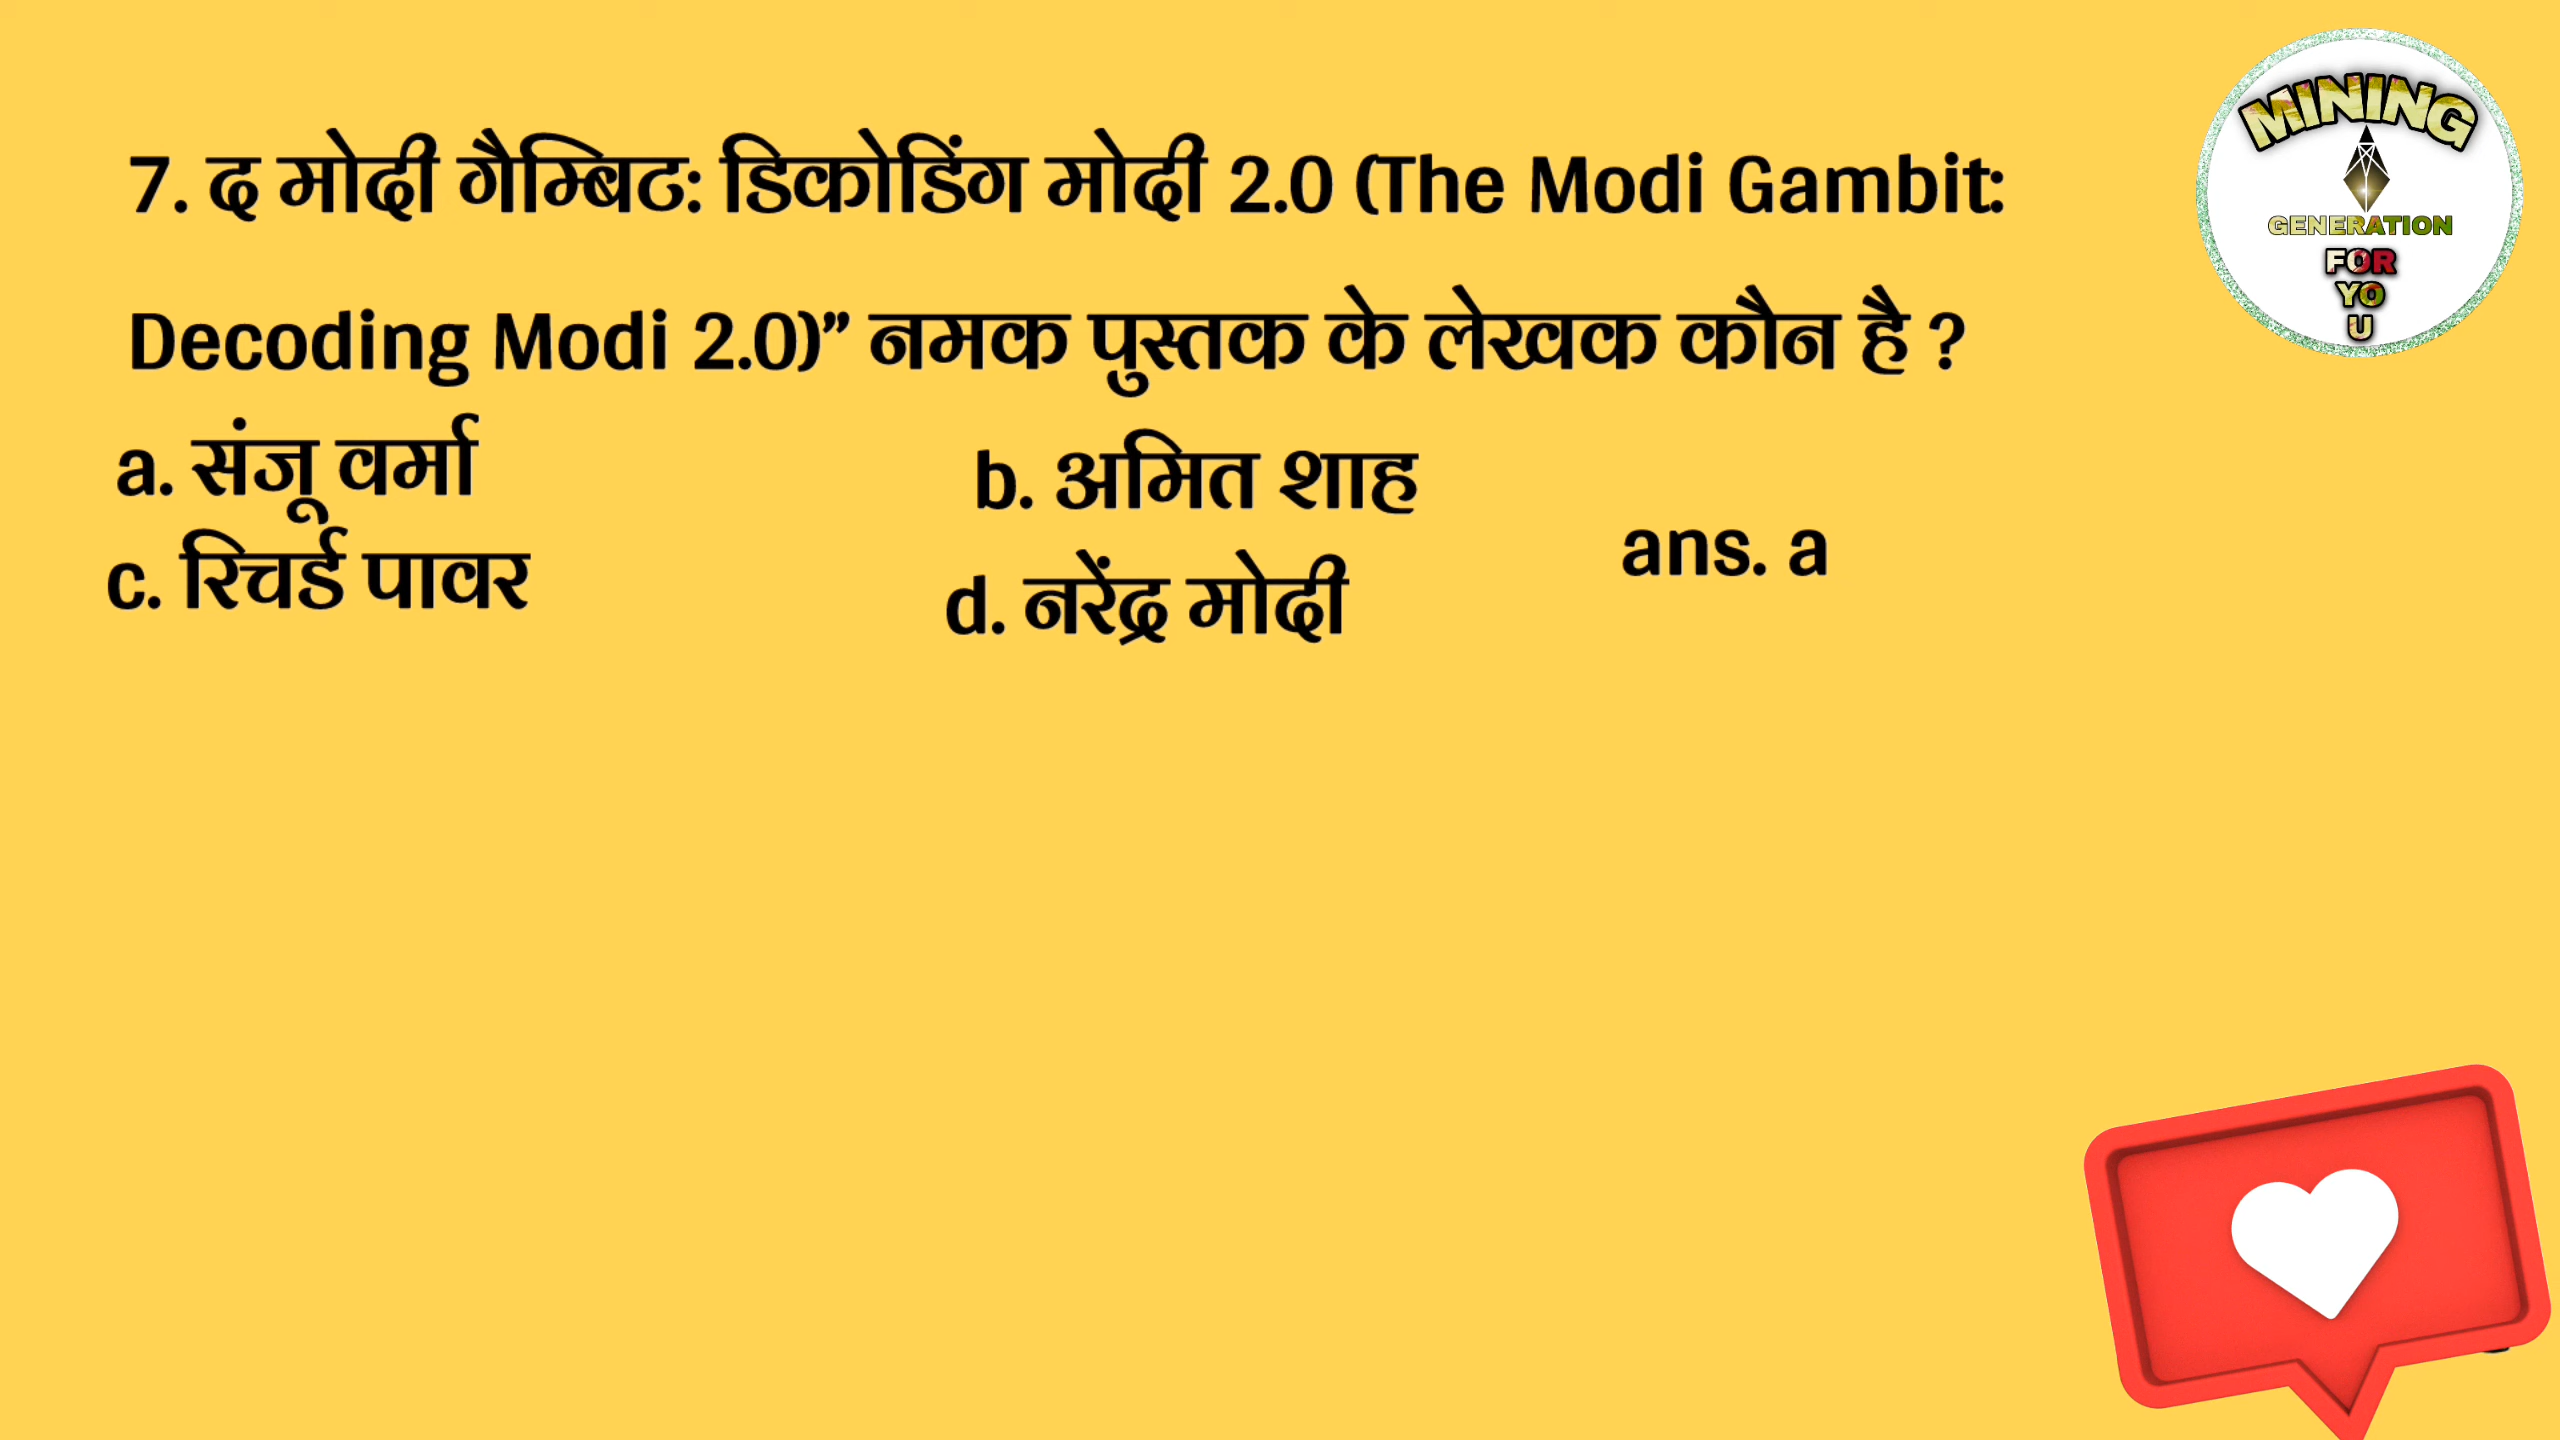 7. द मोदी गैम्बिट: डिकोडिंग मोदी 2.0 (The Modi Gambit:
Decoding Modi 2.0)” नमक पुस्तक के लेखक कौन है ?
a. संजू वर्मा
b. अमित शाह
c. रिचर्ड पावर
d. नरेंद्र मोदी
ans. a
MINING
GENERATION
FOR
YO
U